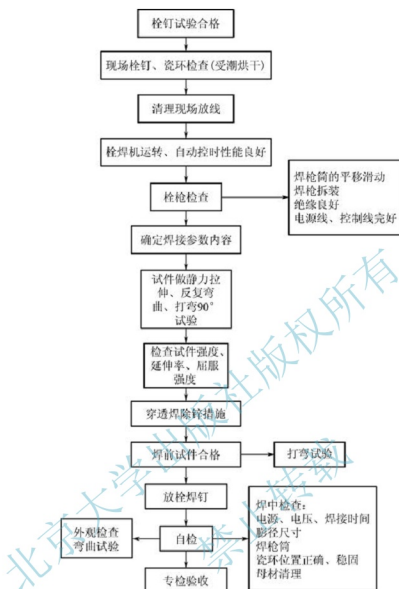 栓钉试验合格
现场栓钉、瓷环检查(受潮烘干)
清理现场放线
栓焊机运转、自动控时性能良好
栓枪检查
焊枪筒的平移滑动
焊枪拆装
绝缘良好
电源线、控制线完好
确定焊接参数内容
试件做静力拉
伸、反复弯
曲、打弯90°
试验
检查试件强度、
延伸率、屈服
强度
穿透焊除锌措施
焊前试件合格
打弯试验
放栓焊钉
自检
外观检查
弯曲试验
焊中检查:
电源、电压、焊接时间
膨径尺寸
焊枪筒
瓷环位置正确、稳固
母材清理
专检验收
北京大学出版社版权所有
禁止转载